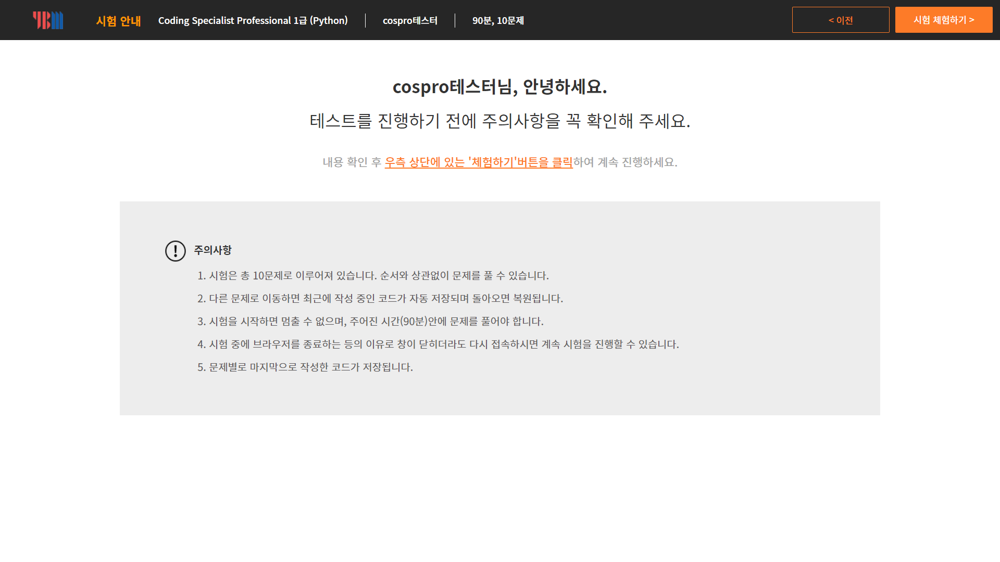 YBM
시험 안내
Coding Specialist Professional 1급 (Python)
cospro테스터
90분, 10문제
< 이전
시험 체험하기 >
cospro테스터님, 안녕하세요.
테스트를 진행하기 전에 주의사항을 꼭 확인해 주세요.
내용 확인 후 우측 상단에 있는 '체험하기'버튼을 클릭하여 계속 진행하세요.
주의사항
1. 시험은 총 10문제로 이루어져 있습니다. 순서와 상관없이 문제를 풀 수 있습니다.
2. 다른 문제로 이동하면 최근에 작성 중인 코드가 자동 저장되며 돌아오면 복원됩니다.
3. 시험을 시작하면 멈출 수 없으며, 주어진 시간(90분)안에 문제를 풀어야 합니다.
4. 시험 중에 브라우저를 종료하는 등의 이유로 창이 닫히더라도 다시 접속하시면 계속 시험을 진행할 수 있습니다.
5. 문제별로 마지막으로 작성한 코드가 저장됩니다.